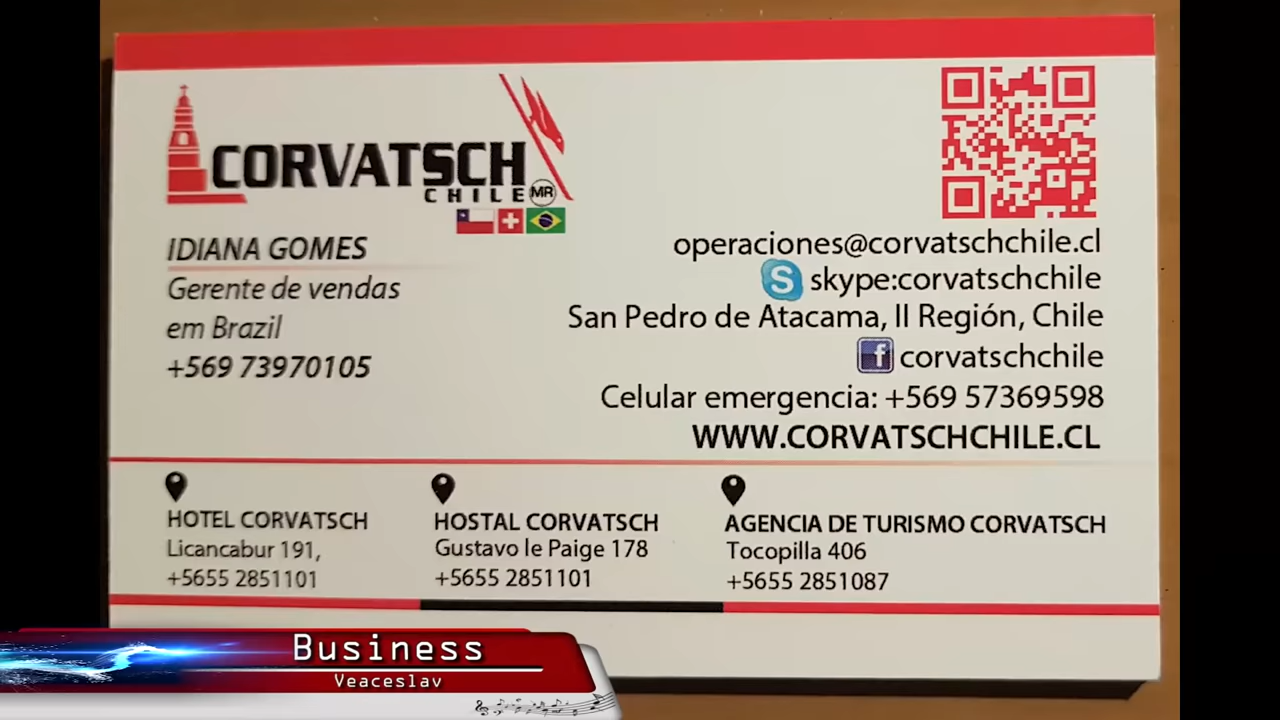 CORVATSCH
CHILE MR
IDIANA GOMES
Gerente de vendas
em Brazil
+569 73970105
operaciones@corvatschchile.cl
S skype:corvatschchile
San Pedro de Atacama, II Región, Chile
f corvatschchile
Celular emergencia: +569 57369598
WWW.CORVATSCHCHILE.CL
HOTEL CORVATSCH
Licancabur 191,
+5655 2851101
HOSTAL CORVATSCH
Gustavo le Paige 178
+5655 2851101
AGENCIA DE TURISMO CORVATSCH
Tocopilla 406
+5655 2851087
Business
Veaceslav